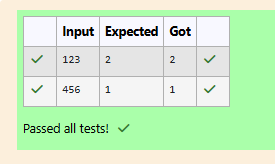 Input Expected Got
123 2 2
456 1 1
Passed all tests!